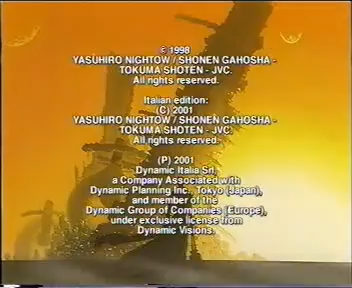 © 1998
YASUHIRO NIGHTOW / SHONEN GAHOSHA -
TOKUMA SHOTEN - JVC.
All rights reserved.
Italian edition:
(C) 2001
YASUHIRO NIGHTOW / SHONEN GAHOSHA -
TOKUMA SHOTEN - JVC.
All rights reserved.
(P) 2001
Dynamic Italia Srl,
a Company Associated with
Dynamic Planning Inc., Tokyo (Japan),
and member of the
Dynamic Group of Companies (Europe),
under exclusive license from
Dynamic Visions.